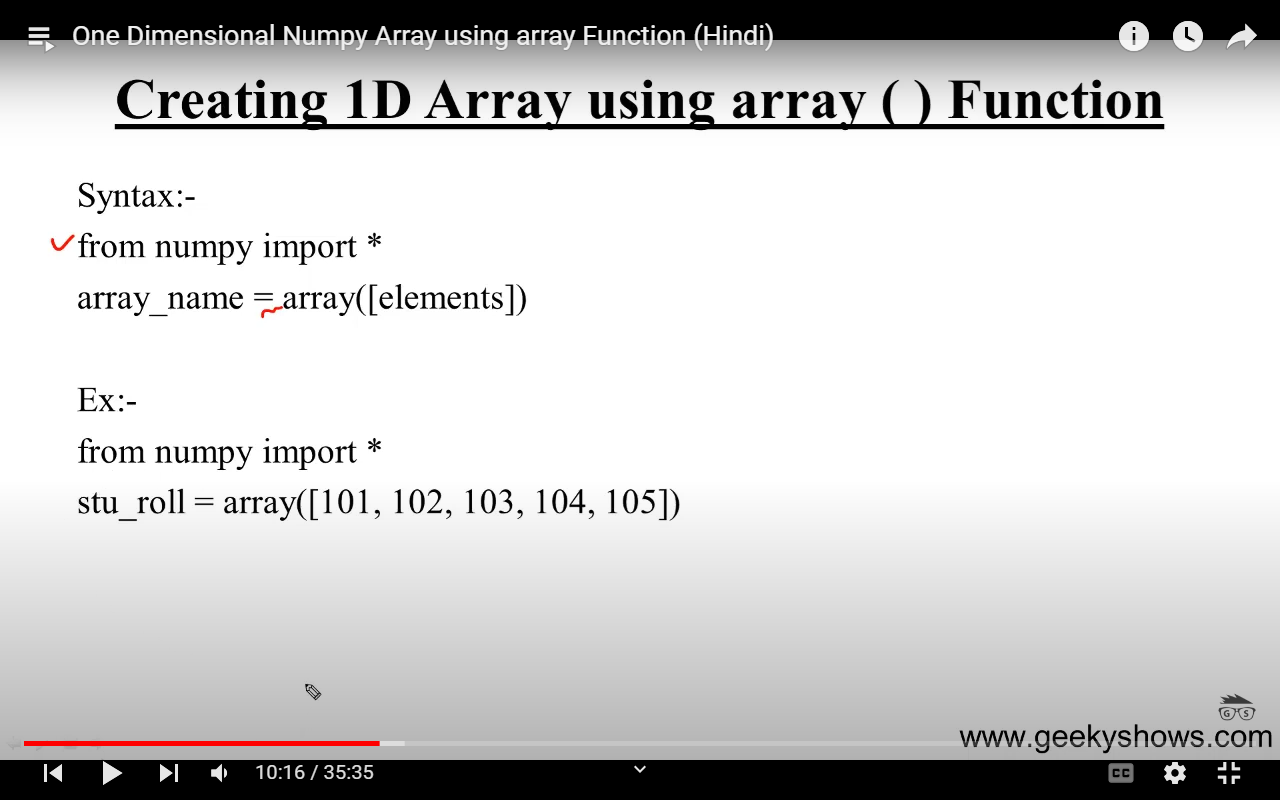 One Dimensional Numpy Array using array Function (Hindi)
Creating 1D Array using array ( ) Function
Syntax:-
from numpy import *
array_name = array([elements])
Ex:-
from numpy import *
stu_roll = array([101, 102, 103, 104, 105])
G S
www.geekyshows.com
10:16 / 35:35
CC